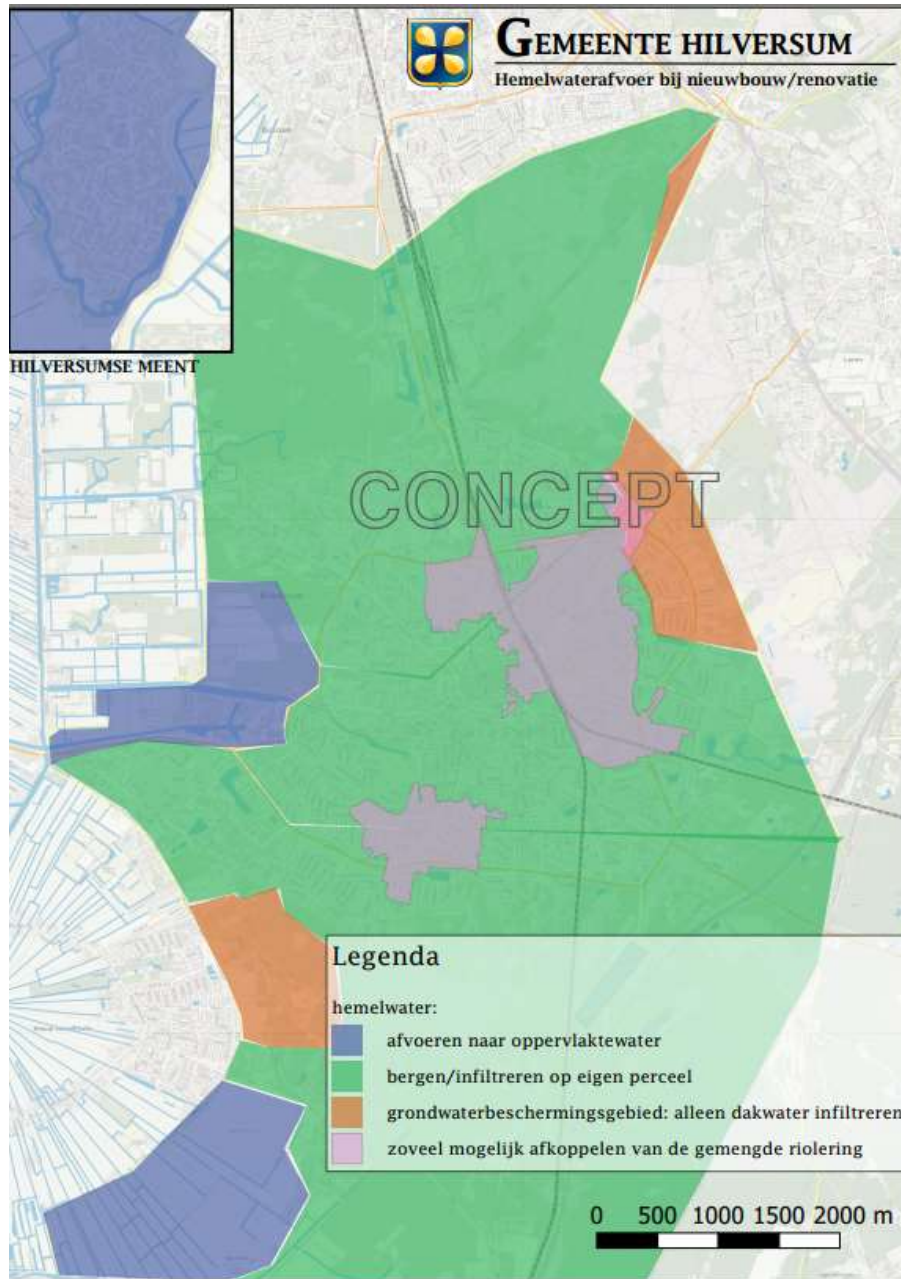 GEMEENTE HILVERSUM
Hemelwaterafvoer bij nieuwbouw/renovatie
HILVERSUMSE MEENT
CONCEPT
Legenda
hemelwater:
afvoeren naar oppervlaktewater
bergen/infiltreren op eigen perceel
grondwaterbeschermingsgebied: alleen dakwater infiltreren
zoveel mogelijk afkoppelen van de gemengde riolering
0 500 1000 1500 2000 m